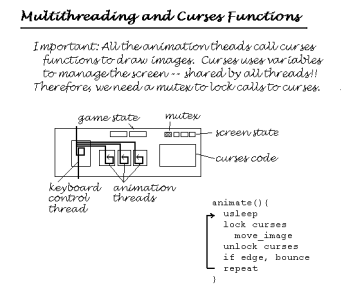 Multithreading and Curses Functions
Important: All the animation theads call curses
functions to draw images. Curses uses variables
to manage the screen -- shared by all threads!!
Therefore, we need a mutex to lock calls to curses.
game state
mutex
screen state
curses code
keyboard
control
thread
animation
threads
animate(){
usleep
lock curses
move_image
unlock curses
if edge, bounce
repeat
}